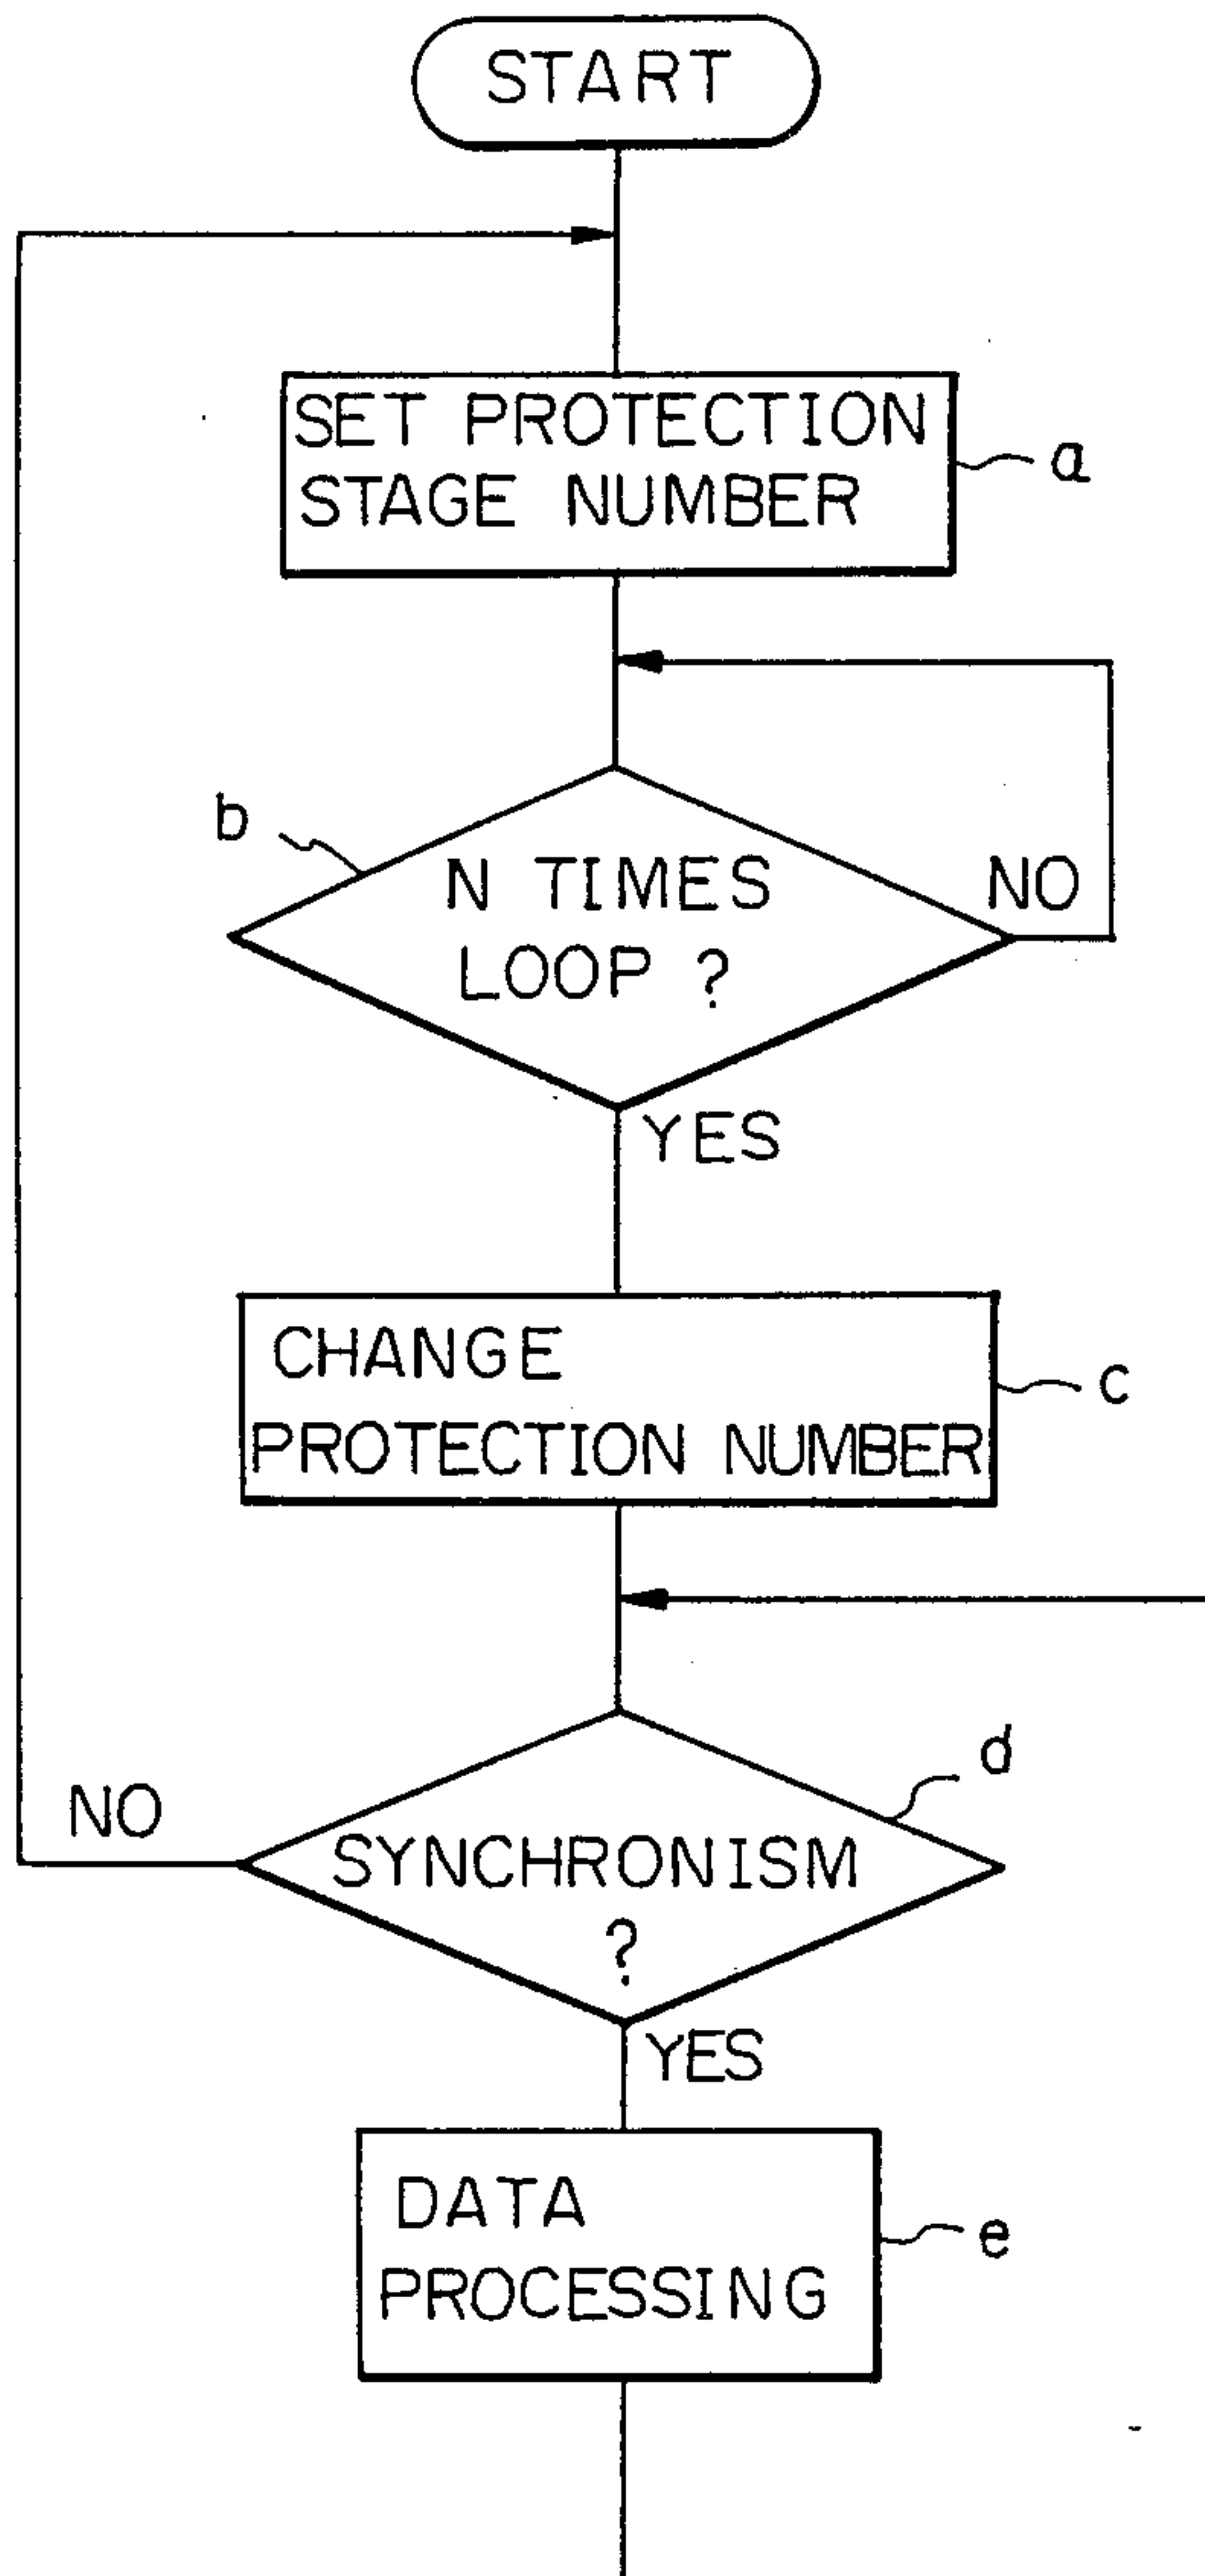 START
SET PROTECTION
STAGE NUMBER
a
b
N TIMES
LOOP ?
NO
YES
CHANGE
PROTECTION NUMBER
c
d
NO
SYNCHRONISM
?
YES
DATA
PROCESSING
e